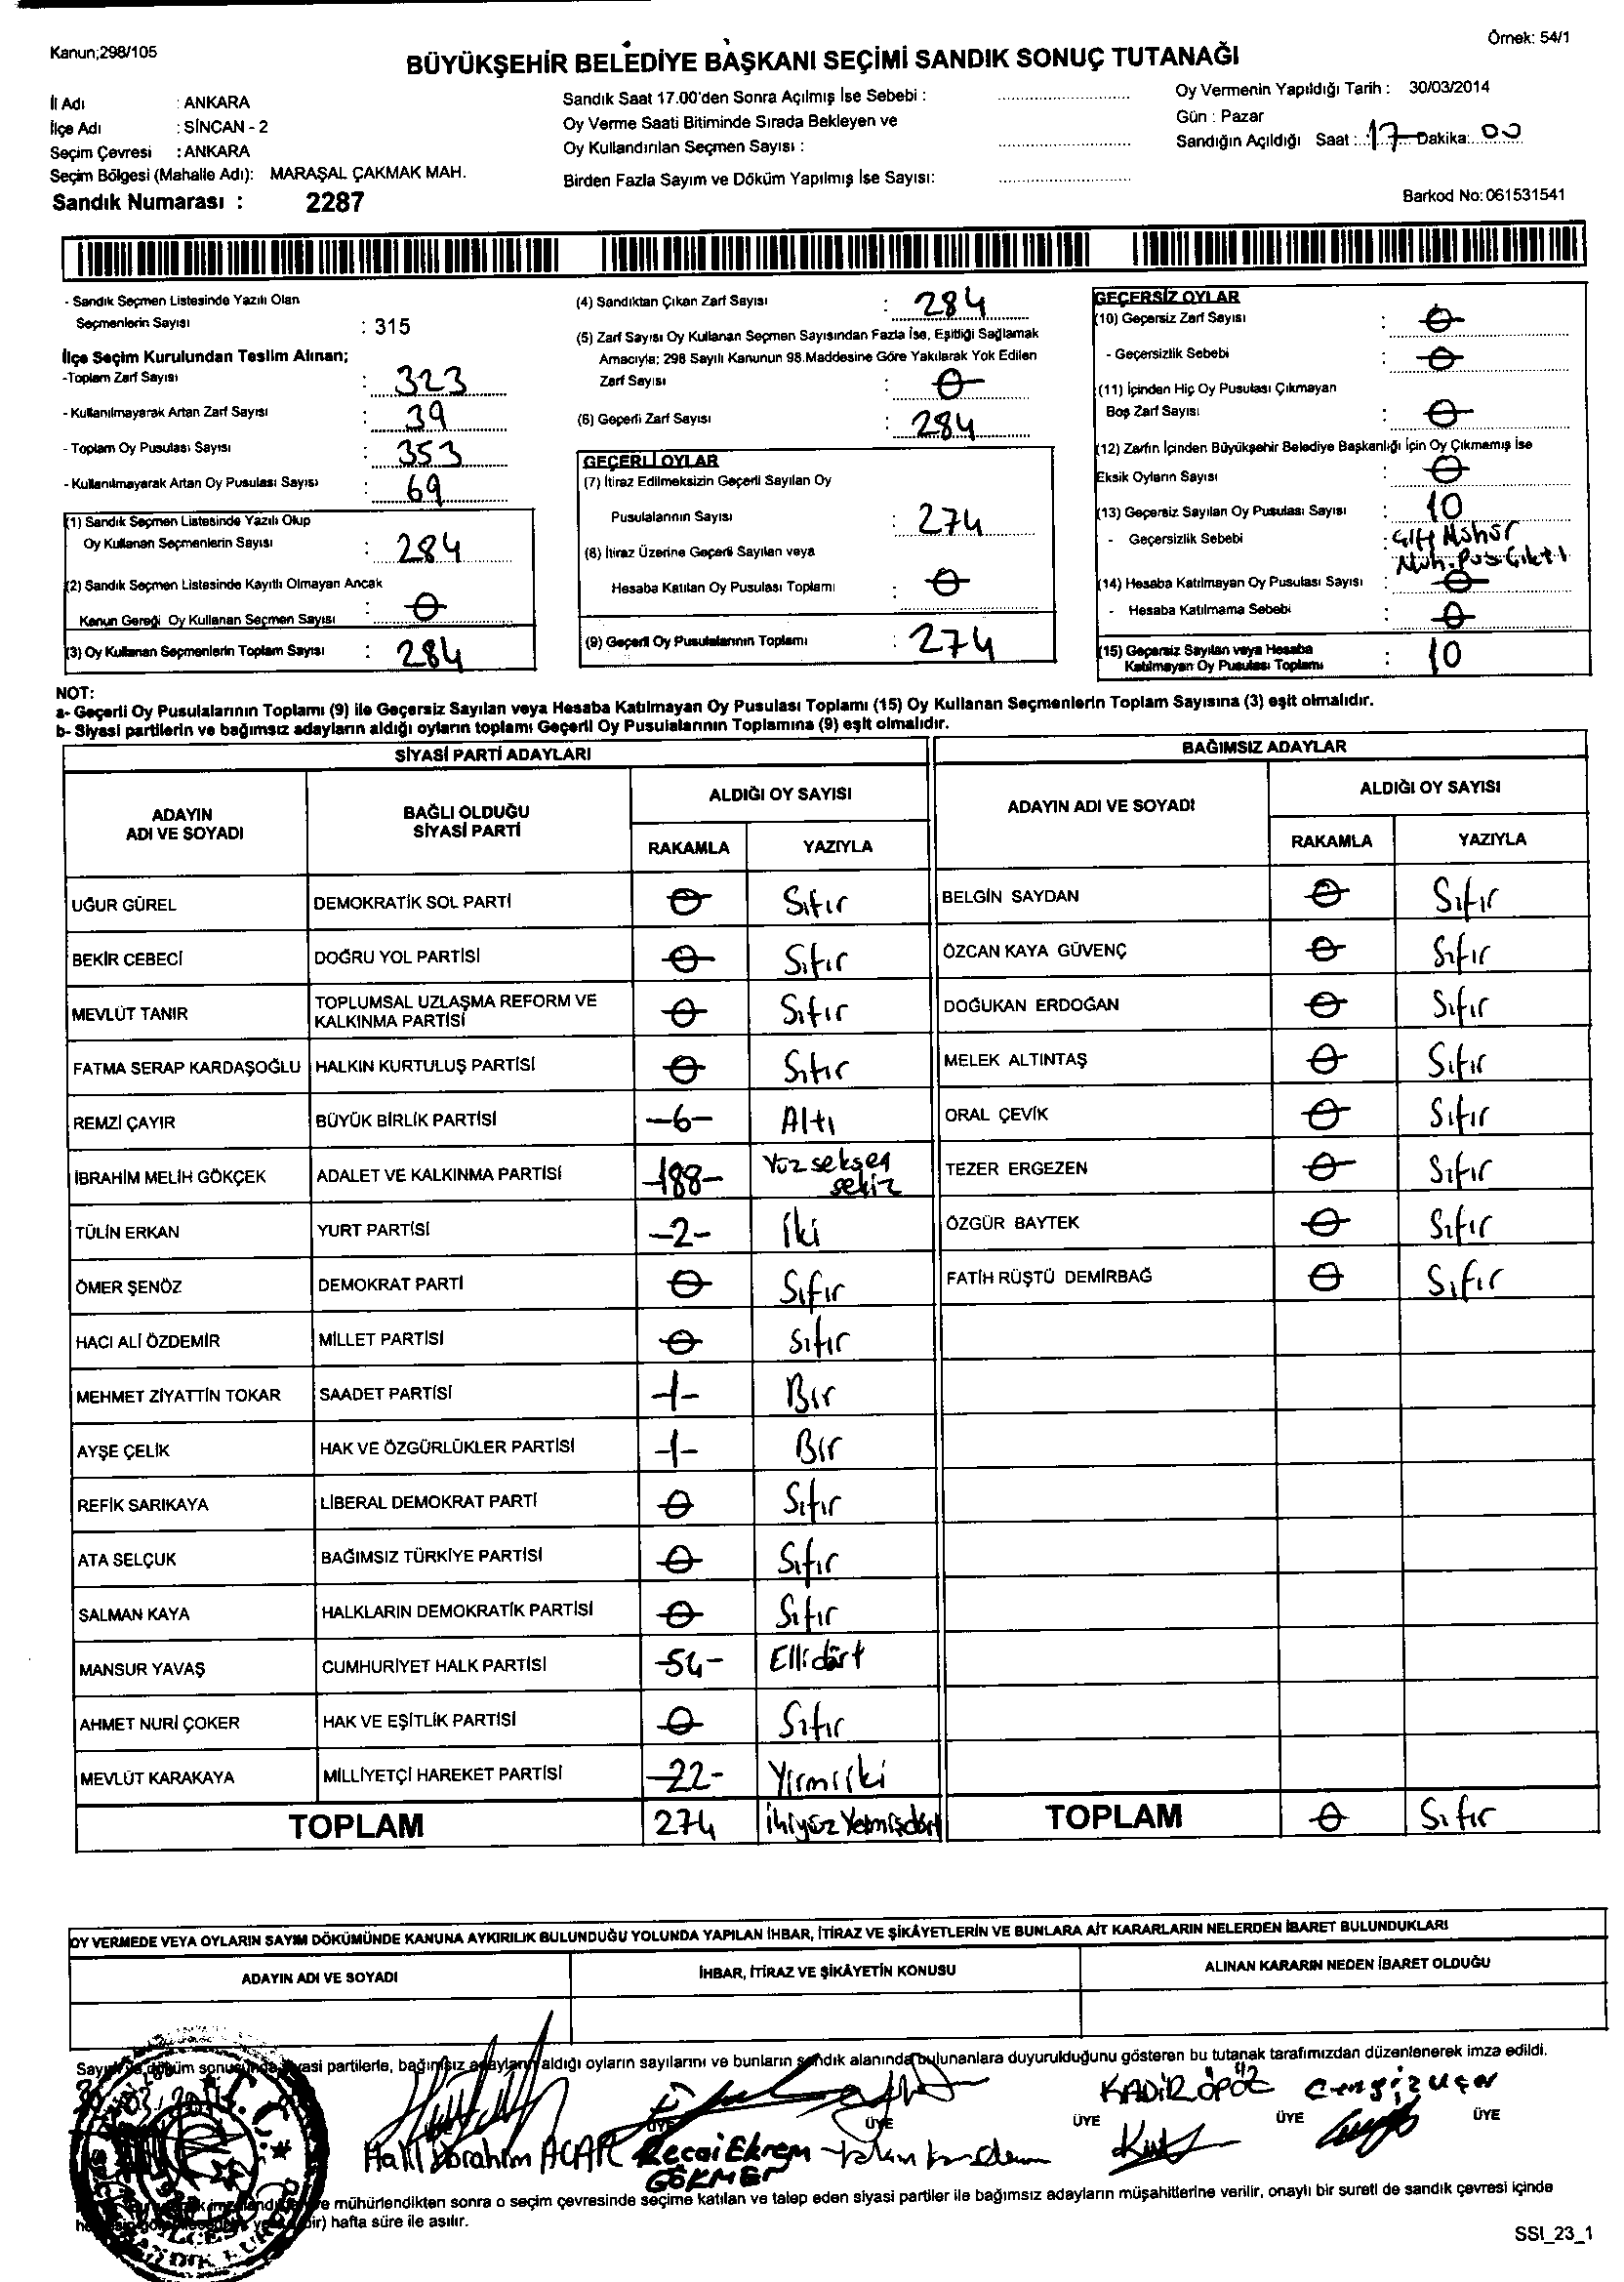 Kanun;298/105
Örnek: 54/1
BÜYÜKŞEHİR BELEDİYE BAŞKANI SEÇİMİ SANDIK SONUÇ TUTANAĞI
İl Adı : ANKARA
İlçe Adı : SİNCAN - 2
Seçim Çevresi : ANKARA
Seçim Bölgesi (Mahalle Adı): MARAŞAL ÇAKMAK MAH.
Sandık Numarası : 2287
Sandık Saat 17.00'den Sonra Açılmış İse Sebebi :
Oy Verme Saati Bitiminde Sırada Bekleyen ve
Oy Kullandırılan Seçmen Sayısı :
Birden Fazla Sayım ve Döküm Yapılmış İse Sayısı:
Oy Vermenin Yapıldığı Tarih : 30/03/2014
Gün : Pazar
Sandığın Açıldığı Saat : 17 Dakika: 00
Barkod No: 061531541
- Sandık Seçmen Listesinde Yazılı Olan
Seçmenlerin Sayısı : 315
İlçe Seçim Kurulundan Teslim Alınan;
-Toplam Zarf Sayısı : 323
- Kullanılmayarak Artan Zarf Sayısı : 39
- Toplam Oy Pusulası Sayısı : 353
- Kullanılmayarak Artan Oy Pusulası Sayısı : 69
(1) Sandık Seçmen Listesinde Yazılı Olup
Oy Kullanan Seçmenlerin Sayısı : 284
(2) Sandık Seçmen Listesinde Kayıtlı Olmayan Ancak
Kanun Gereği Oy Kullanan Seçmen Sayısı : 0
(3) Oy Kullanan Seçmenlerin Toplam Sayısı : 284
(4) Sandıktan Çıkan Zarf Sayısı : 284
(5) Zarf Sayısı Oy Kullanan Seçmen Sayısından Fazla İse, Eşitliği Sağlamak
Amacıyla; 298 Sayılı Kanunun 98.Maddesine Göre Yakılarak Yok Edilen
Zarf Sayısı : 0
(6) Geçerli Zarf Sayısı : 284
GEÇERLİ OYLAR
(7) İtiraz Edilmeksizin Geçerli Sayılan Oy
Pusulalarının Sayısı : 274
(8) İtiraz Üzerine Geçerli Sayılan veya
Hesaba Katılan Oy Pusulası Toplamı : 0
(9) Geçerli Oy Pusulalarının Toplamı : 274
GEÇERSİZ OYLAR
(10) Geçersiz Zarf Sayısı : 0
- Geçersizlik Sebebi : 0
(11) İçinden Hiç Oy Pusulası Çıkmayan
Boş Zarf Sayısı : 0
(12) Zarfın İçinden Büyükşehir Belediye Başkanlığı İçin Oy Çıkmamış İse
Eksik Oyların Sayısı : 0
(13) Geçersiz Sayılan Oy Pusulası Sayısı : 10
- Geçersizlik Sebebi : Çift Mühür
Muh. Pus Çıktı
(14) Hesaba Katılmayan Oy Pusulası Sayısı : 0
- Hesaba Katılmama Sebebi : 0
(15) Geçersiz Sayılan veya Hesaba
Katılmayan Oy Pusulası Toplamı : 10
NOT:
a- Geçerli Oy Pusulalarının Toplamı (9) ile Geçersiz Sayılan veya Hesaba Katılmayan Oy Pusulası Toplamı (15) Oy Kullanan Seçmenlerin Toplam Sayısına (3) eşit olmalıdır.
b- Siyasi partilerin ve bağımsız adayların aldığı oyların toplamı Geçerli Oy Pusulalarının Toplamına (9) eşit olmalıdır.
SİYASİ PARTİ ADAYLARI
ADAYIN
ADI VE SOYADI
BAĞLI OLDUĞU
SİYASİ PARTİ
ALDIĞI OY SAYISI
RAKAMLA YAZIYLA
UĞUR GÜREL DEMOKRATİK SOL PARTİ 0 Sıfır
BEKİR CEBECİ DOĞRU YOL PARTİSİ 0 Sıfır
MEVLÜT TANIR TOPLUMSAL UZLAŞMA REFORM VE
KALKINMA PARTİSİ 0 Sıfır
FATMA SERAP KARDAŞOĞLU HALKIN KURTULUŞ PARTİSİ 0 Sıfır
REMZİ ÇAYIR BÜYÜK BİRLİK PARTİSİ -6- Altı
İBRAHİM MELİH GÖKÇEK ADALET VE KALKINMA PARTİSİ -188- Yüzseksen
sekiz
TÜLİN ERKAN YURT PARTİSİ -2- İki
ÖMER ŞENÖZ DEMOKRAT PARTİ 0 Sıfır
HACI ALİ ÖZDEMİR MİLLET PARTİSİ 0 Sıfır
MEHMET ZİYATTİN TOKAR SAADET PARTİSİ -1- Bir
AYŞE ÇELİK HAK VE ÖZGÜRLÜKLER PARTİSİ -1- Bir
REFİK SARIKAYA LİBERAL DEMOKRAT PARTİ 0 Sıfır
ATA SELÇUK BAĞIMSIZ TÜRKİYE PARTİSİ 0 Sıfır
SALMAN KAYA HALKLARIN DEMOKRATİK PARTİSİ 0 Sıfır
MANSUR YAVAŞ CUMHURİYET HALK PARTİSİ -54- Ellidört
AHMET NURİ ÇOKER HAK VE EŞİTLİK PARTİSİ 0 Sıfır
MEVLÜT KARAKAYA MİLLİYETÇİ HAREKET PARTİSİ -22- Yirmiiki
TOPLAM 274 İkiyüz Yetmişdört
BAĞIMSIZ ADAYLAR
ADAYIN ADI VE SOYADI
ALDIĞI OY SAYISI
RAKAMLA YAZIYLA
BELGİN SAYDAN 0 Sıfır
ÖZCAN KAYA GÜVENÇ 0 Sıfır
DOĞUKAN ERDOĞAN 0 Sıfır
MELEK ALTINTAŞ 0 Sıfır
ORAL ÇEVİK 0 Sıfır
TEZER ERGEZEN 0 Sıfır
ÖZGÜR BAYTEK 0 Sıfır
FATİH RÜŞTÜ DEMİRBAĞ 0 Sıfır
TOPLAM 0 Sıfır
OY VERMEDE VEYA OYLARIN SAYIM DÖKÜMÜNDE KANUNA AYKIRILIK BULUNDUĞU YOLUNDA YAPILAN İHBAR, İTİRAZ VE ŞİKÂYETLERİN VE BUNLARA AİT KARARLARIN NELERDEN İBARET BULUNDUKLARI
ADAYIN ADI VE SOYADI
İHBAR, İTİRAZ VE ŞİKÂYETİN KONUSU
ALINAN KARARIN NEDEN İBARET OLDUĞU
siyasi partilerle, bağımsız adayların aldığı oyların sayılarını ve bunların sandık alanında bulunanlara duyurulduğunu gösteren bu tutanak tarafımızdan düzenlenerek imza edildi.
KADİR ÖPÖZ Cengiz UÇar
ÜYE ÜYE ÜYE ÜYE ÜYE
Halil İbrahim ACAR Recai Ekrem
GÖKMEN
mühürlendikten sonra o seçim çevresinde seçime katılan ve talep eden siyasi partiler ile bağımsız adayların müşahitlerine verilir, onaylı bir sureti de sandık çevresi içinde
hafta süre ile asılır.
SSI_23_1